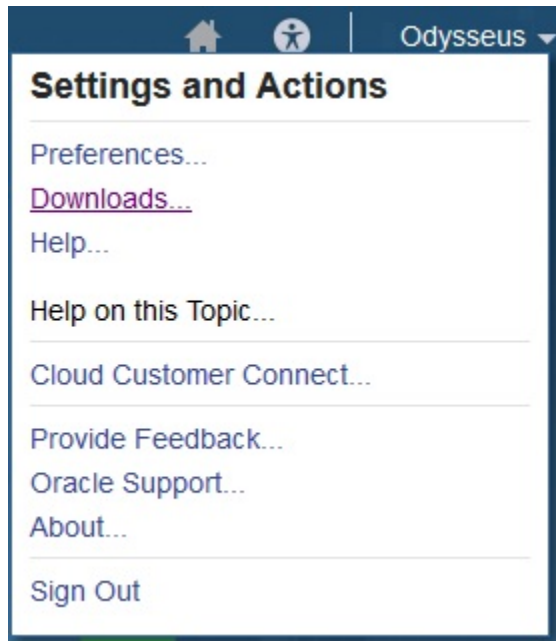 Odysseus
Settings and Actions
Preferences...
Downloads...
Help...
Help on this Topic...
Cloud Customer Connect...
Provide Feedback...
Oracle Support...
About...
Sign Out